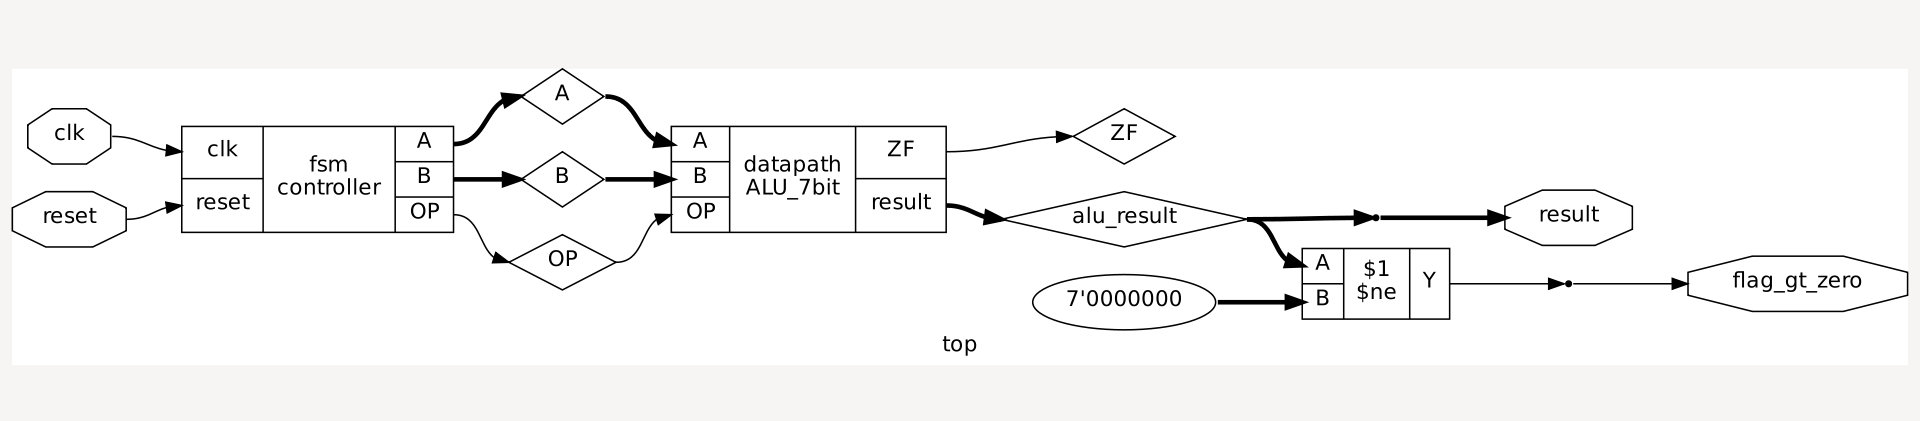 clk
reset
clk
reset
fsm
controller
A
B
OP
A
B
OP
A
B
OP
datapath
ALU_7bit
ZF
result
ZF
alu_result
7'0000000
A
B
$1
$ne
Y
result
flag_gt_zero
top